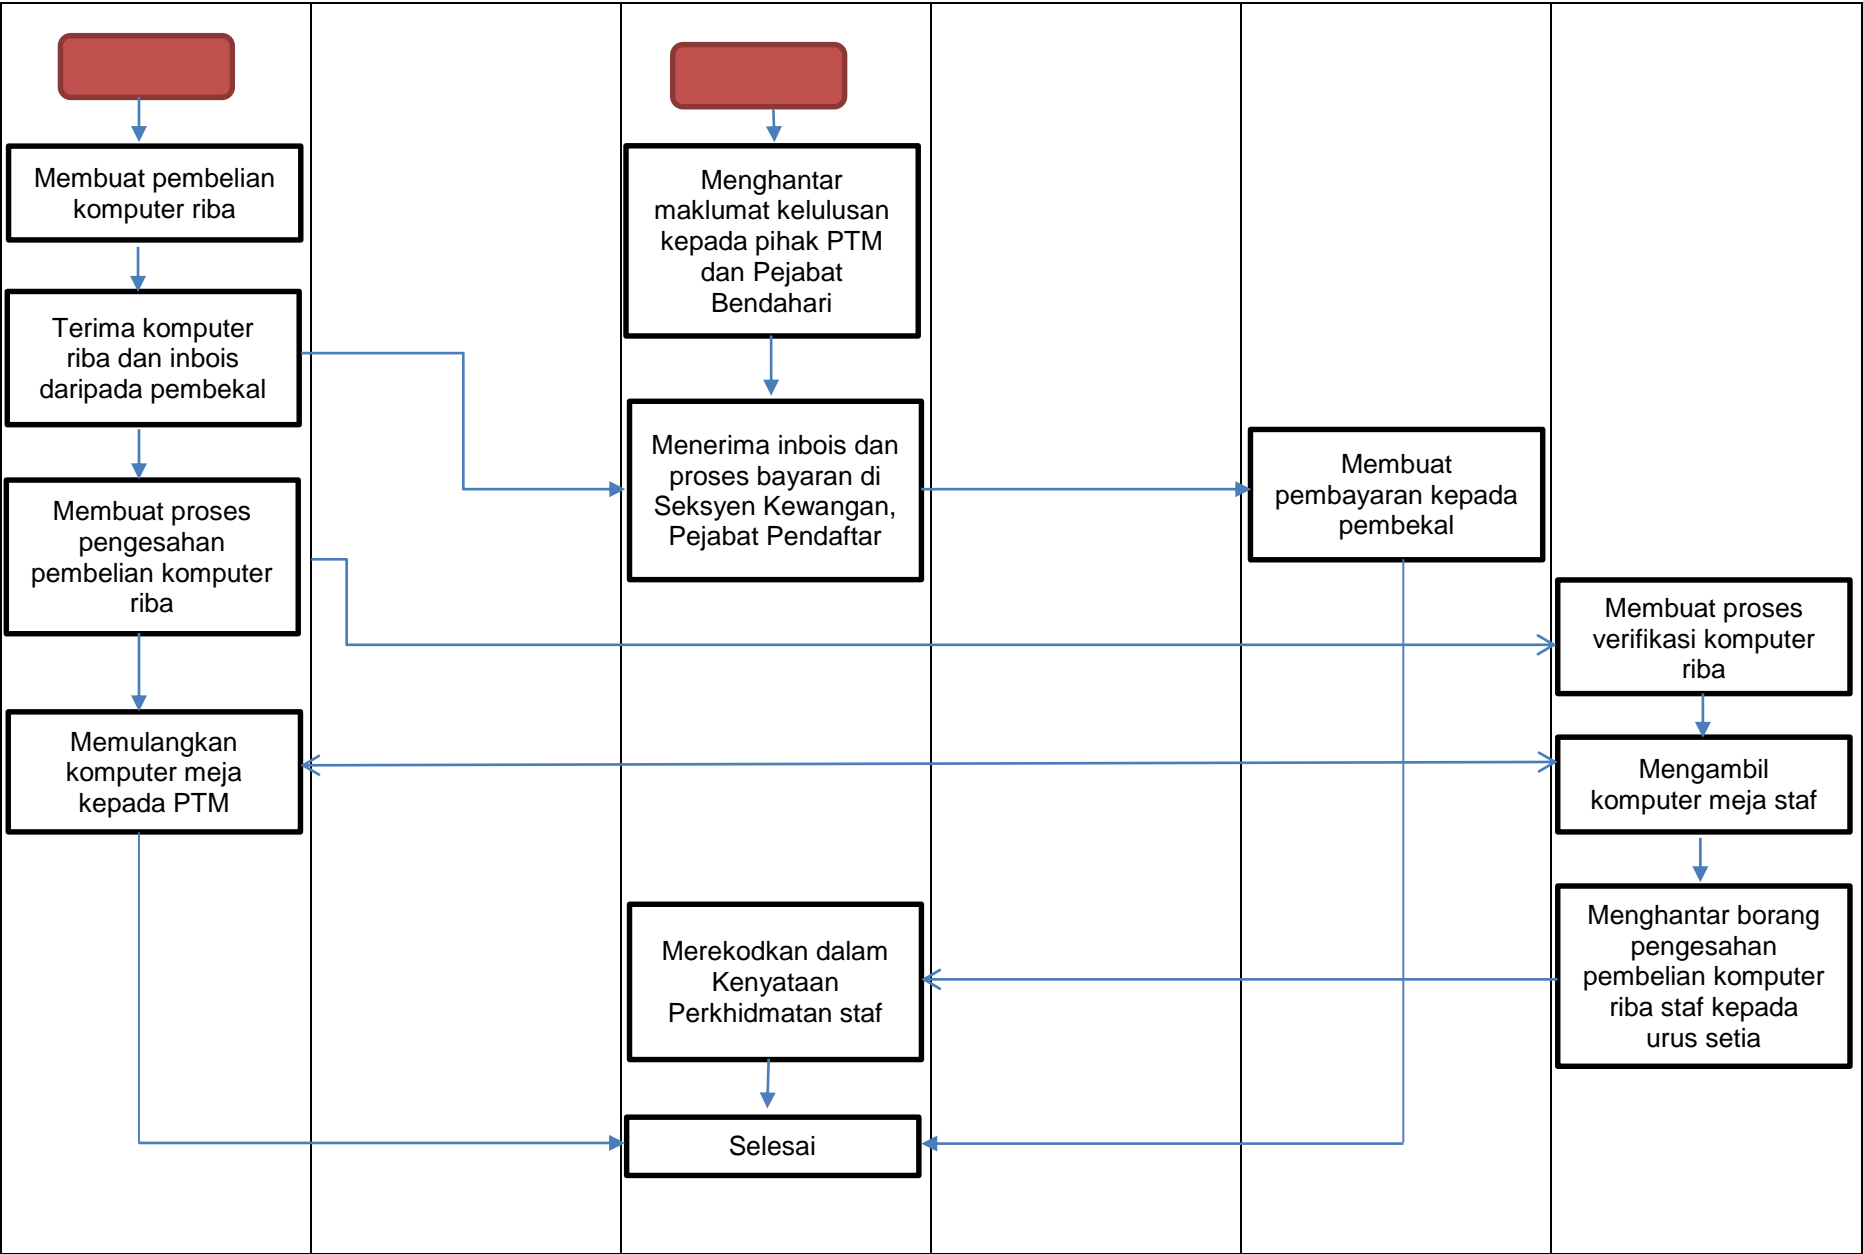 Membuat pembelian
komputer riba
Terima komputer
riba dan inbois
daripada pembekal
Membuat proses
pengesahan
pembelian komputer
riba
Memulangkan
komputer meja
kepada PTM
Menghantar
maklumat kelulusan
kepada pihak PTM
dan Pejabat
Bendahari
Menerima inbois dan
proses bayaran di
Seksyen Kewangan,
Pejabat Pendaftar
Merekodkan dalam
Kenyataan
Perkhidmatan staf
Selesai
Membuat
pembayaran kepada
pembekal
Membuat proses
verifikasi komputer
riba
Mengambil
komputer meja staf
Menghantar borang
pengesahan
pembelian komputer
riba staf kepada
urus setia